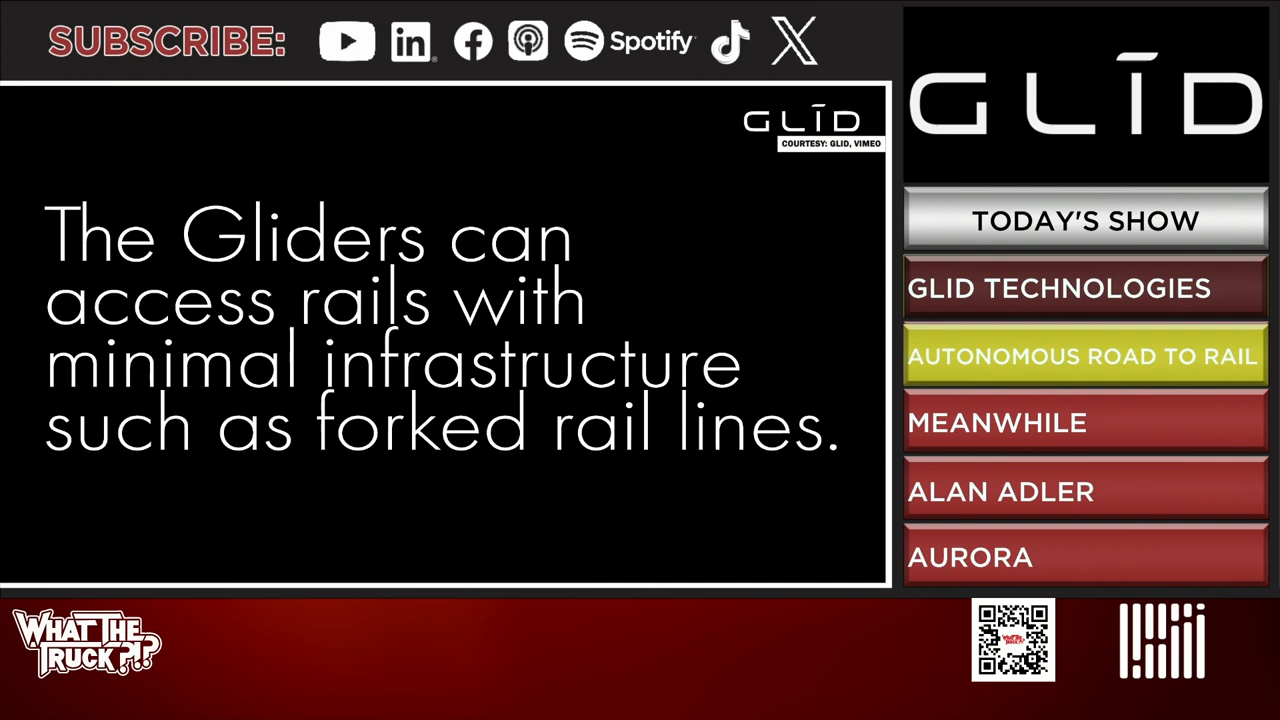 SUBSCRIBE:
Spotify
GLĪD
GLĪD
COURTESY: GLID, VIMEO
The Gliders can
access rails with
minimal infrastructure
such as forked rail lines.
TODAY'S SHOW
GLID TECHNOLOGIES
AUTONOMOUS ROAD TO RAIL
MEANWHILE
ALAN ADLER
AURORA
WHAT THE
TRUCK?!?